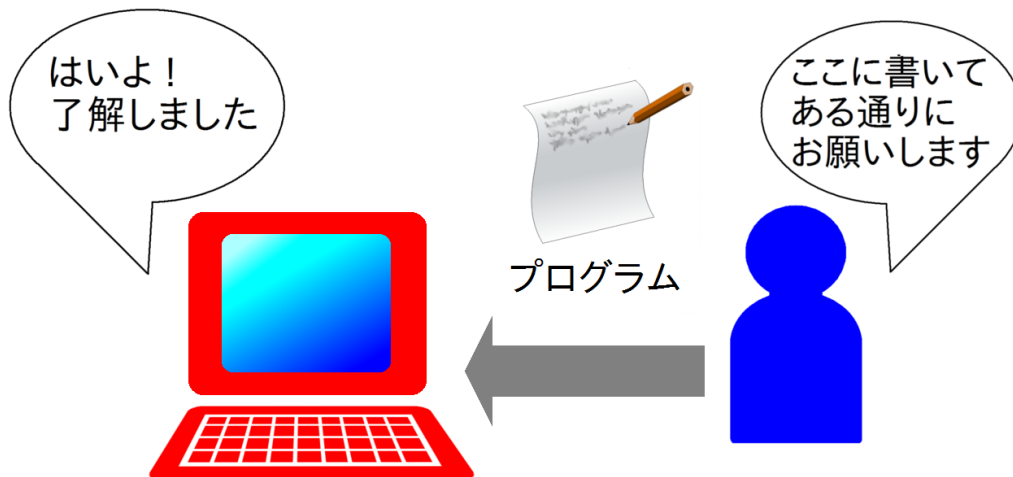 はいよ！
了解しました
ここに書いて
ある通りに
お願いします
プログラム